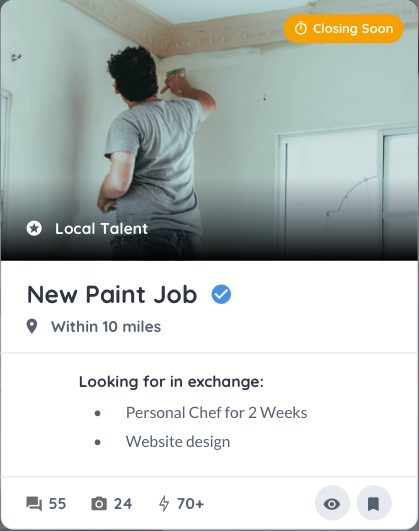 Closing Soon
Local Talent
New Paint Job
Within 10 miles
Looking for in exchange:
• Personal Chef for 2 Weeks
• Website design
55 24 70+